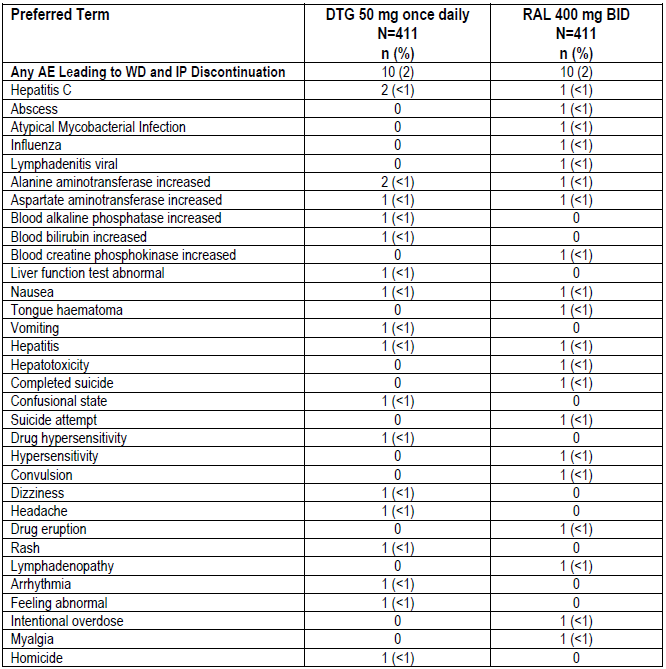 Preferred Term DTG 50 mg once daily RAL 400 mg BID
N=411 N=411
n (%) n (%)
Any AE Leading to WD and IP Discontinuation 10 (2) 10 (2)
Hepatitis C 2 (<1) 1 (<1)
Abscess 0 1 (<1)
Atypical Mycobacterial Infection 0 1 (<1)
Influenza 0 1 (<1)
Lymphadenitis viral 0 1 (<1)
Alanine aminotransferase increased 2 (<1) 1 (<1)
Aspartate aminotransferase increased 1 (<1) 1 (<1)
Blood alkaline phosphatase increased 1 (<1) 0
Blood bilirubin increased 1 (<1) 0
Blood creatine phosphokinase increased 0 1 (<1)
Liver function test abnormal 1 (<1) 0
Nausea 1 (<1) 1 (<1)
Tongue haematoma 0 1 (<1)
Vomiting 1 (<1) 0
Hepatitis 1 (<1) 1 (<1)
Hepatotoxicity 0 1 (<1)
Completed suicide 0 1 (<1)
Confusional state 1 (<1) 0
Suicide attempt 0 1 (<1)
Drug hypersensitivity 1 (<1) 0
Hypersensitivity 0 1 (<1)
Convulsion 0 1 (<1)
Dizziness 1 (<1) 0
Headache 1 (<1) 0
Drug eruption 0 1 (<1)
Rash 1 (<1) 0
Lymphadenopathy 0 1 (<1)
Arrhythmia 1 (<1) 0
Feeling abnormal 1 (<1) 0
Intentional overdose 0 1 (<1)
Myalgia 0 1 (<1)
Homicide 1 (<1) 0